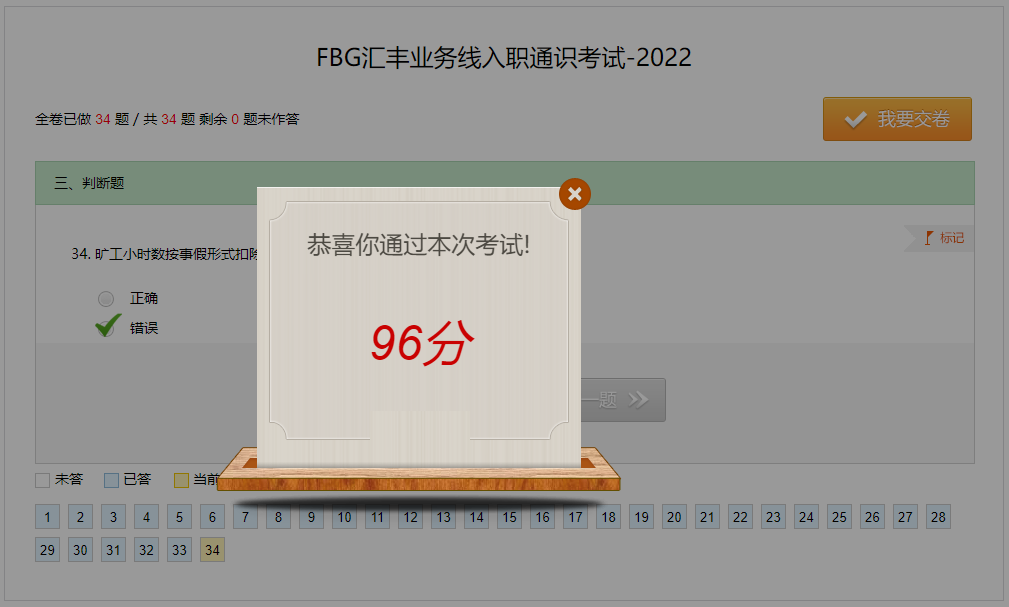 FBG汇丰业务线入职通识考试-2022
全卷已做 34 题 / 共 34 题 剩余 0 题未作答
我要交卷
三、判断题
标记
34. 旷工小时数按事假形式扣除
正确
错误
恭喜你通过本次考试!
96分
一题
未答 已答 当前
1 2 3 4 5 6 7 8 9 10 11 12 13 14 15 16 17 18 19 20 21 22 23 24 25 26 27 28
29 30 31 32 33 34